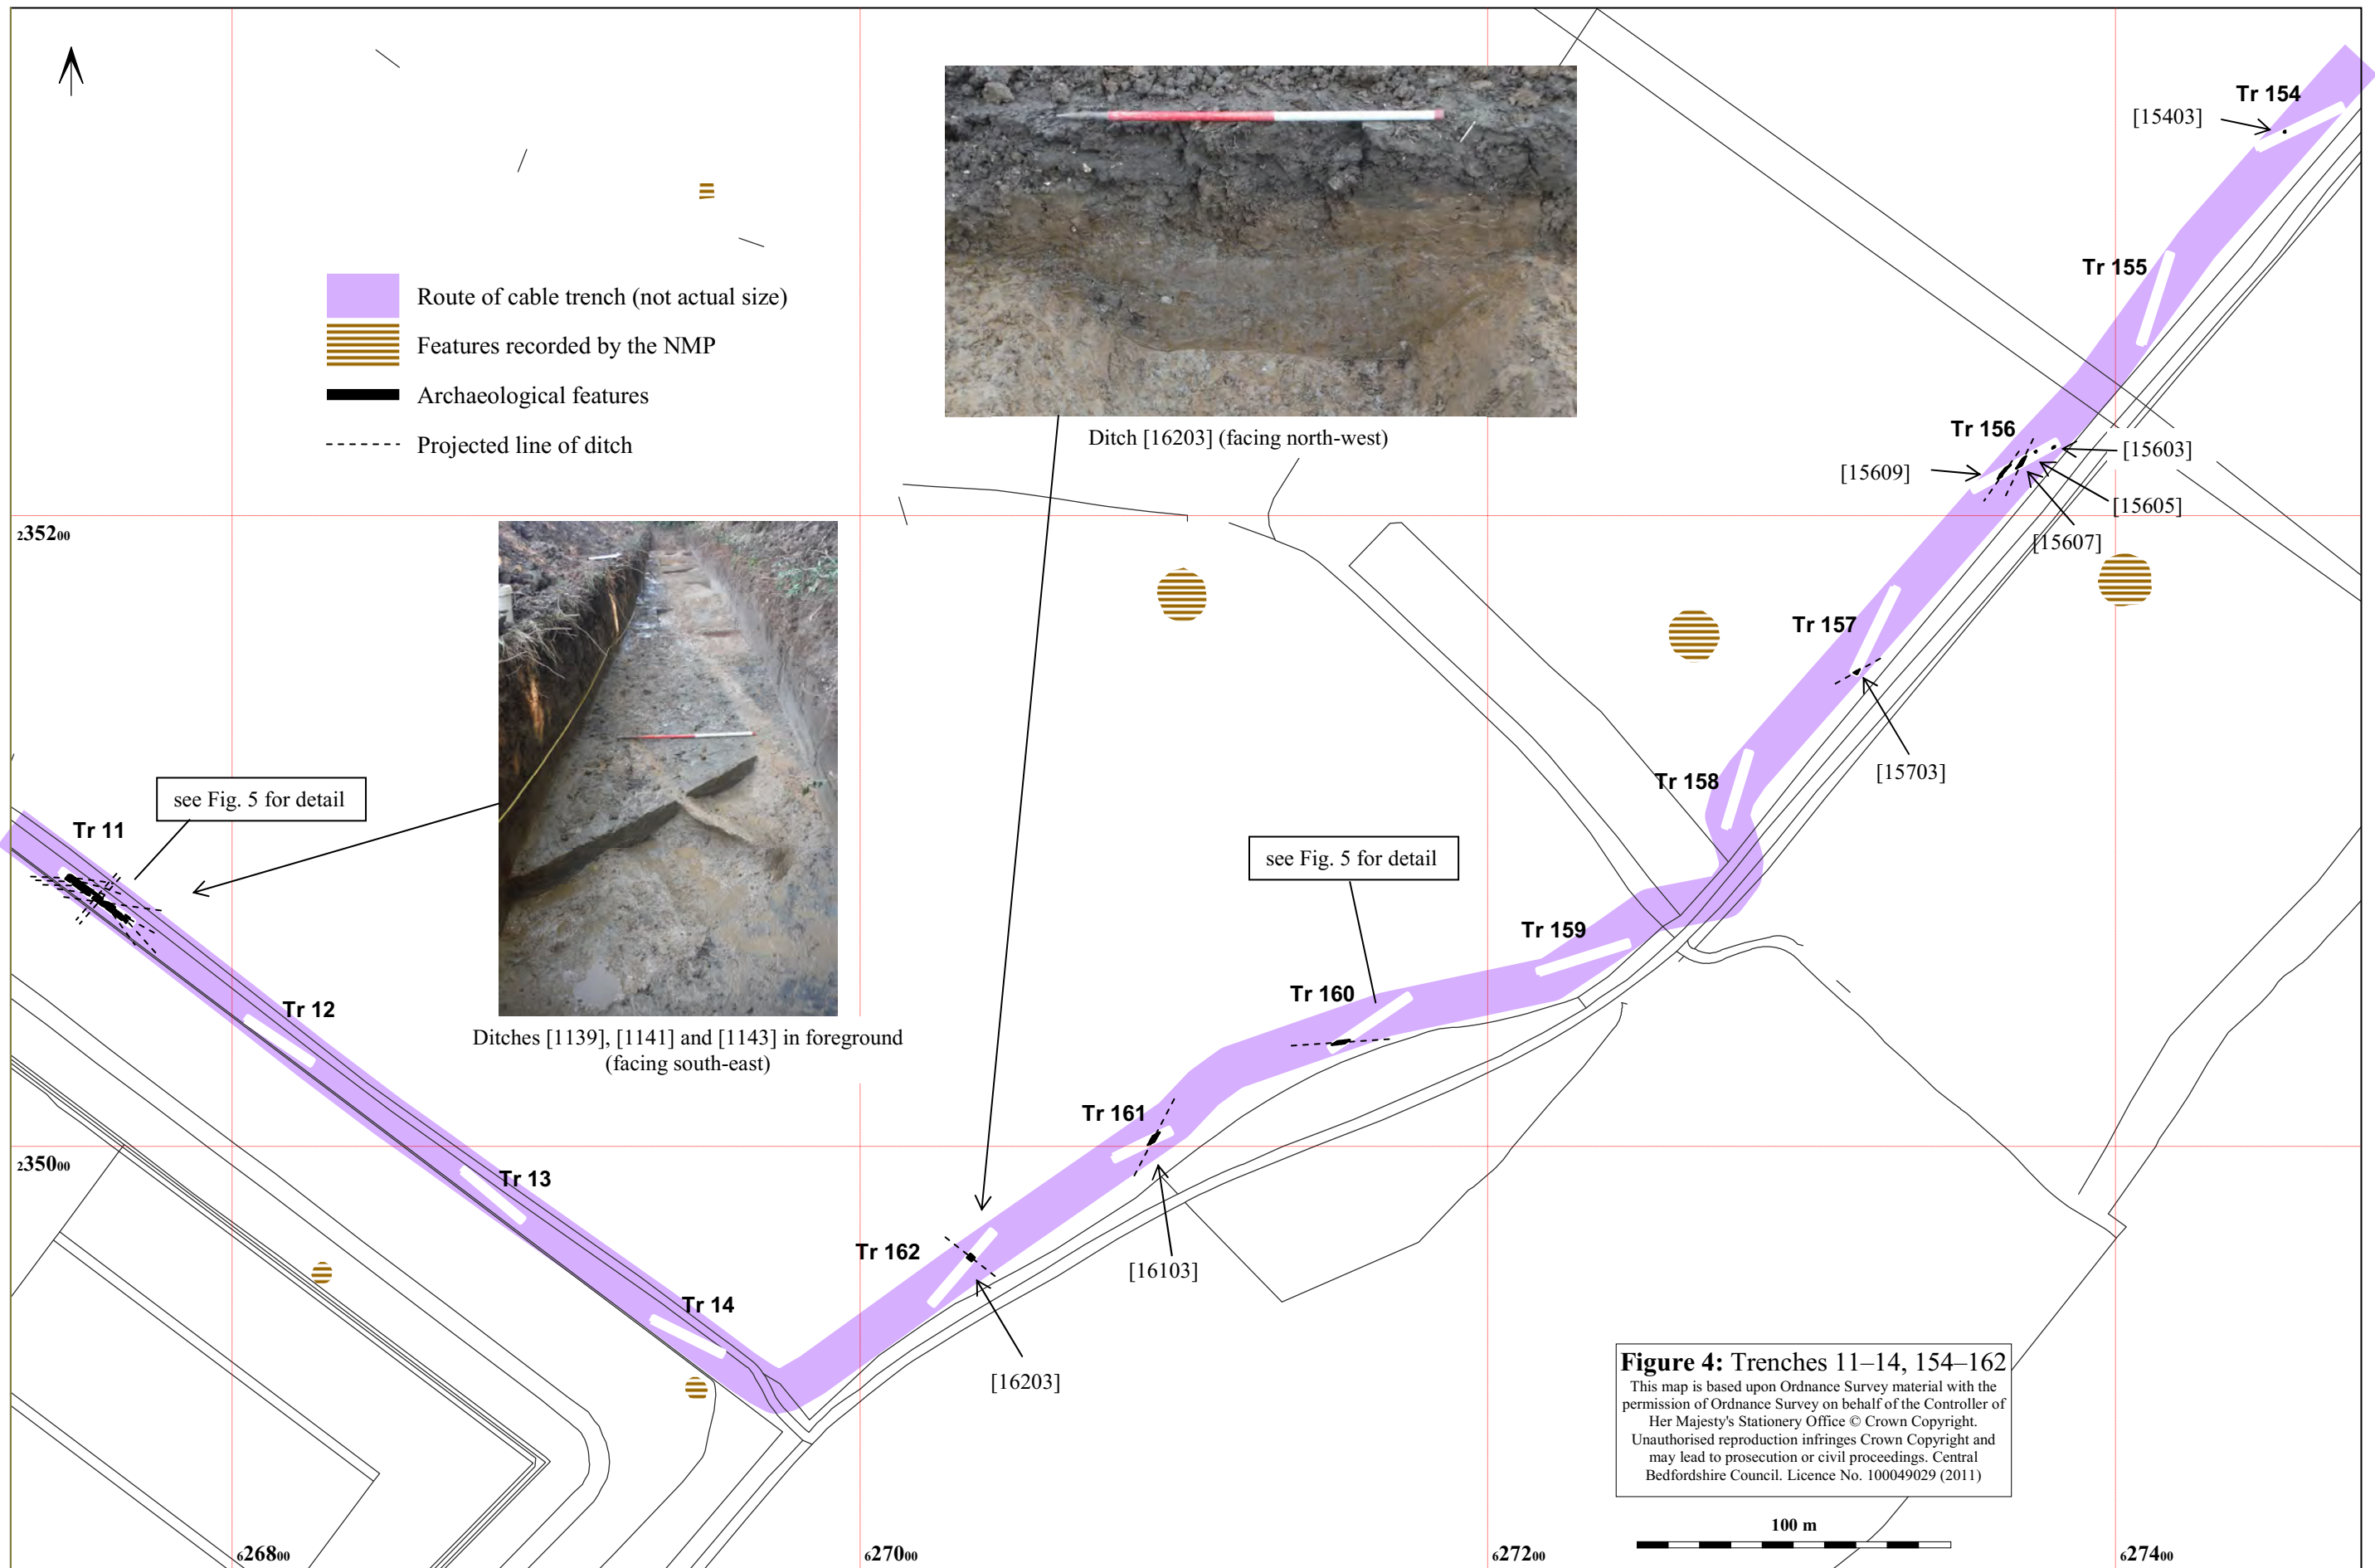 Tr 154
[15403]
Tr 155
Route of cable trench (not actual size)
Features recorded by the NMP
Archaeological features
Projected line of ditch
Ditch [16203] (facing north-west)
Tr 156
[15603]
[15609]
[15605]
[15607]
235200
Tr 157
[15703]
Tr 158
see Fig. 5 for detail
Tr 11
see Fig. 5 for detail
Tr 159
Tr 160
Tr 12
Ditches [1139], [1141] and [1143] in foreground
(facing south-east)
Tr 161
235000
Tr 13
[16103]
Tr 162
Tr 14
[16203]
Figure 4: Trenches 11–14, 154–162
This map is based upon Ordnance Survey material with the
permission of Ordnance Survey on behalf of the Controller of
Her Majesty's Stationery Office © Crown Copyright.
Unauthorised reproduction infringes Crown Copyright and
may lead to prosecution or civil proceedings. Central
Bedfordshire Council. Licence No. 100049029 (2011)
100 m
626800
627000
627200
627400